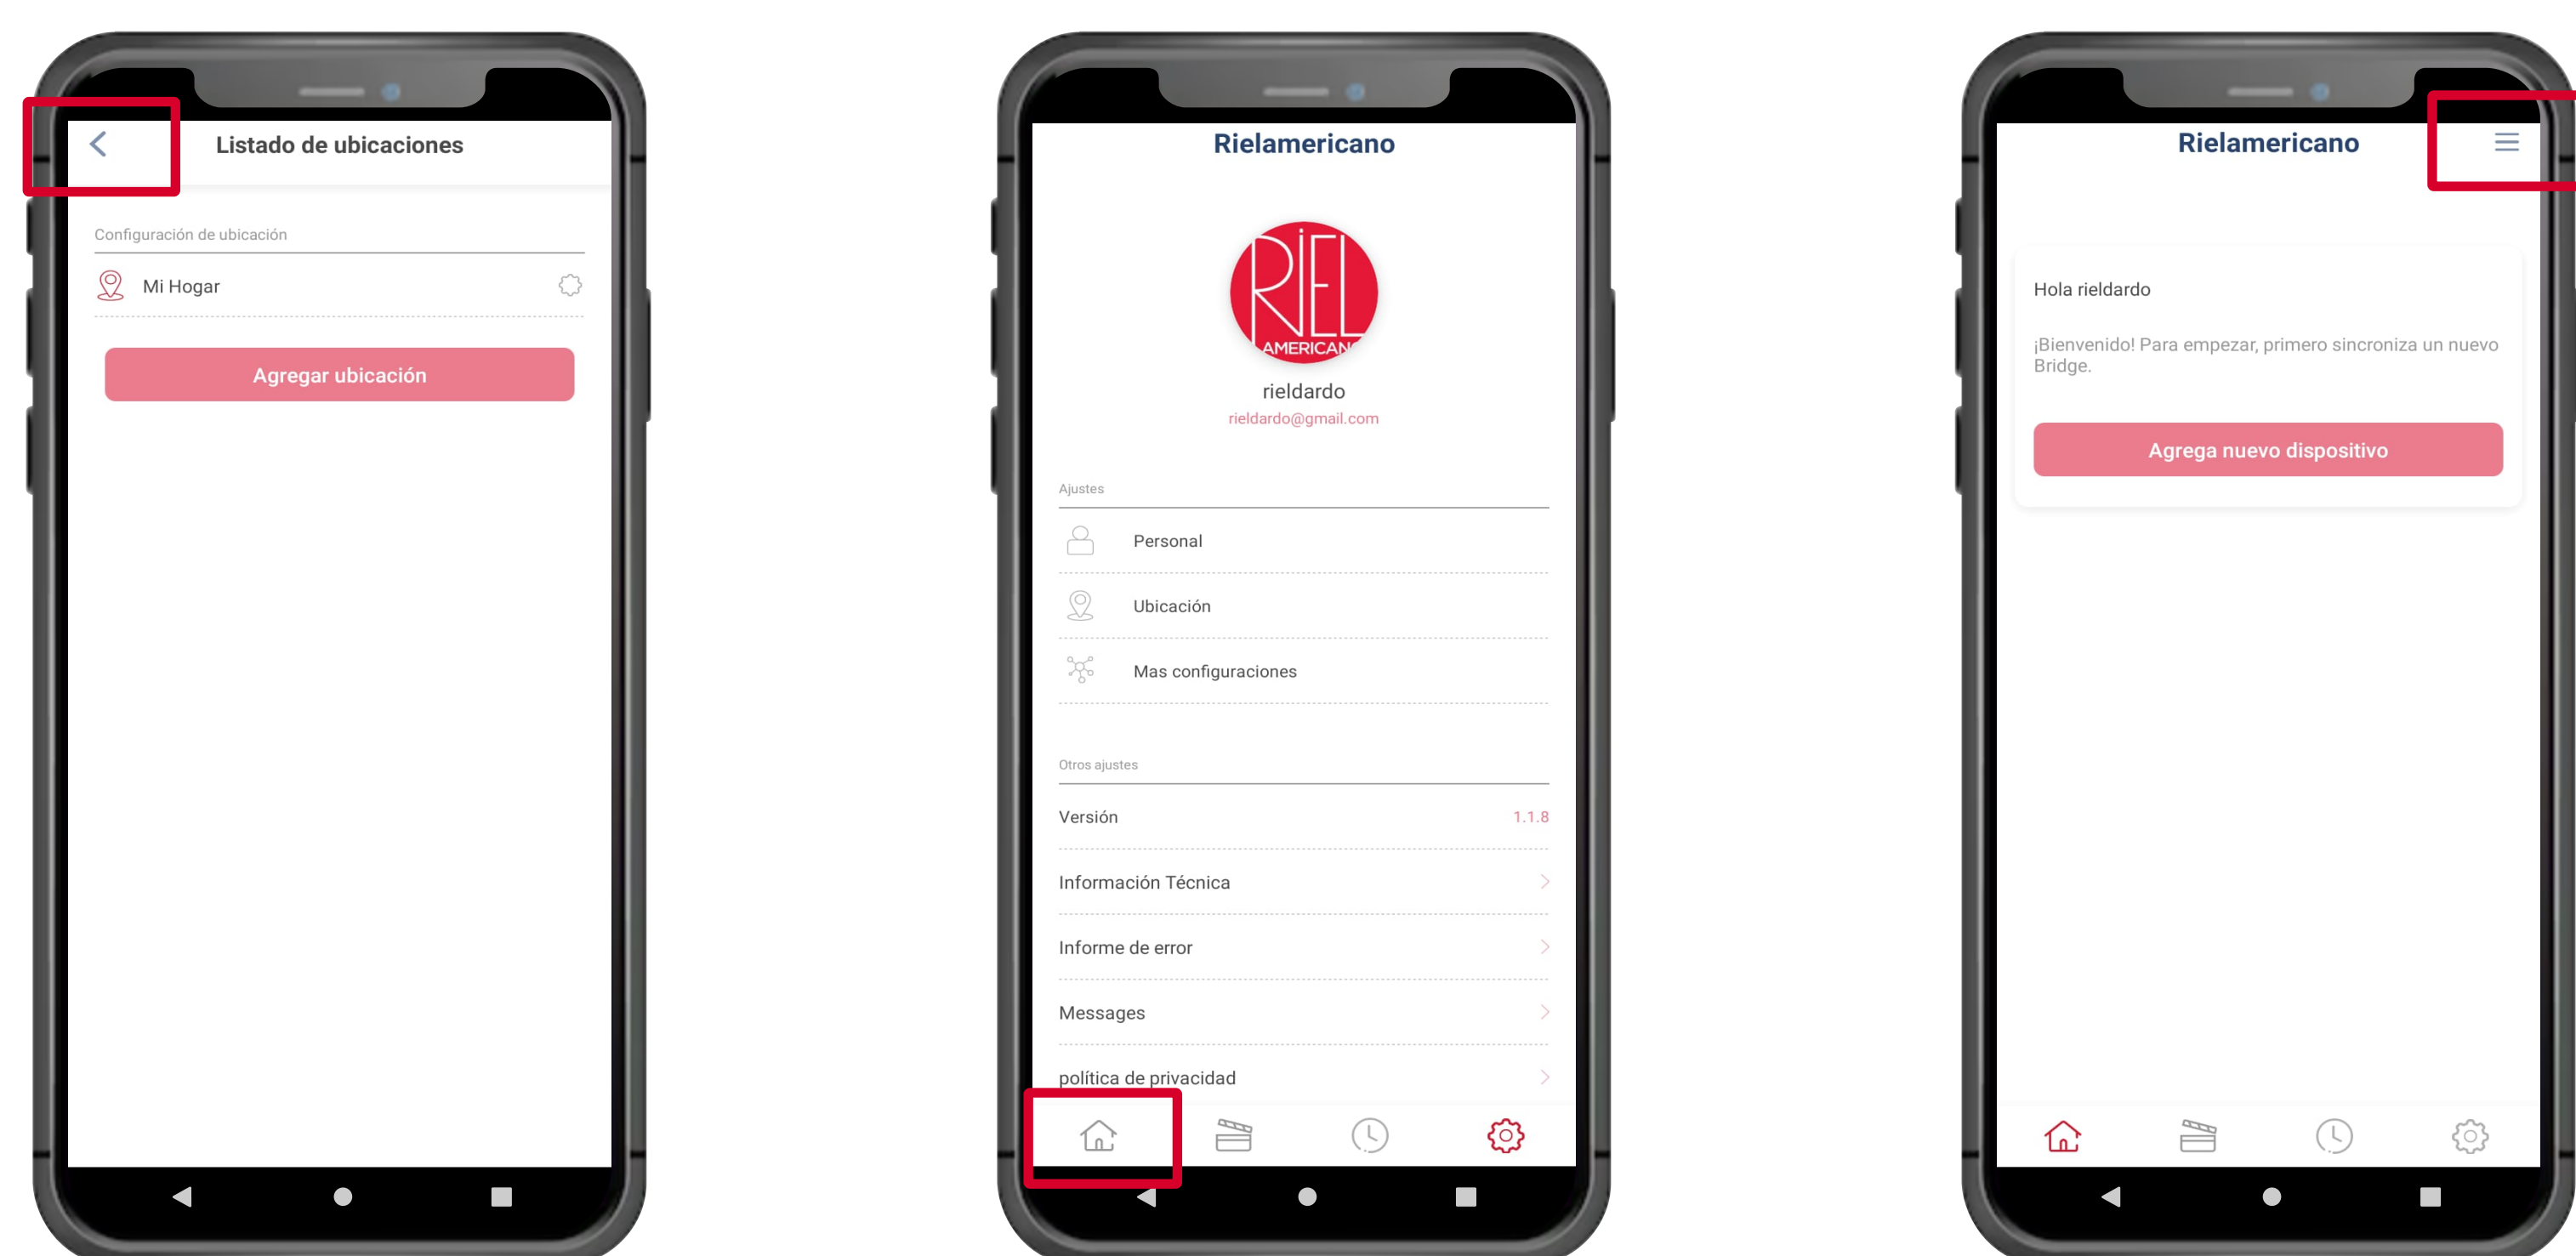 Listado de ubicaciones
Configuración de ubicación
Mi Hogar
Agregar ubicación
Rielamericano
RiEL
AMERICANO
rieldardo
rieldardo@gmail.com
Ajustes
Personal
Ubicación
Mas configuraciones
Otros ajustes
Versión 1.1.8
Información Técnica
Informe de error
Messages
política de privacidad
Rielamericano
Hola rieldardo
¡Bienvenido! Para empezar, primero sincroniza un nuevo
Bridge.
Agrega nuevo dispositivo